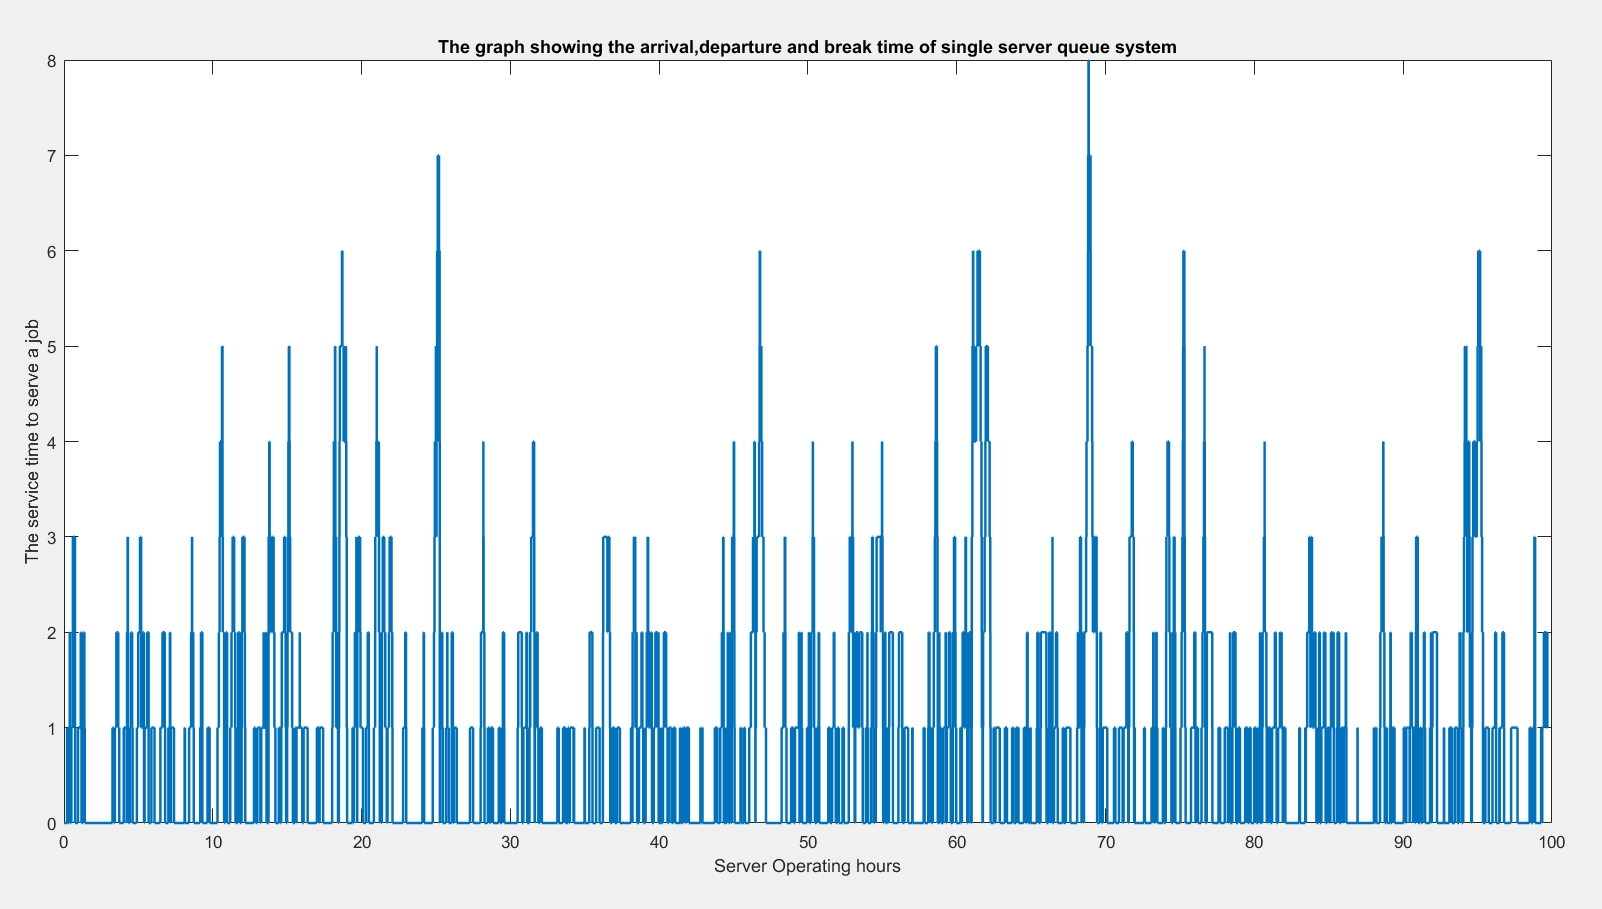 The graph showing the arrival,departure and break time of single server queue system
8
7
6
5
4
3
2
1
0
The service time to serve a job
0 10 20 30 40 50 60 70 80 90 100
Server Operating hours